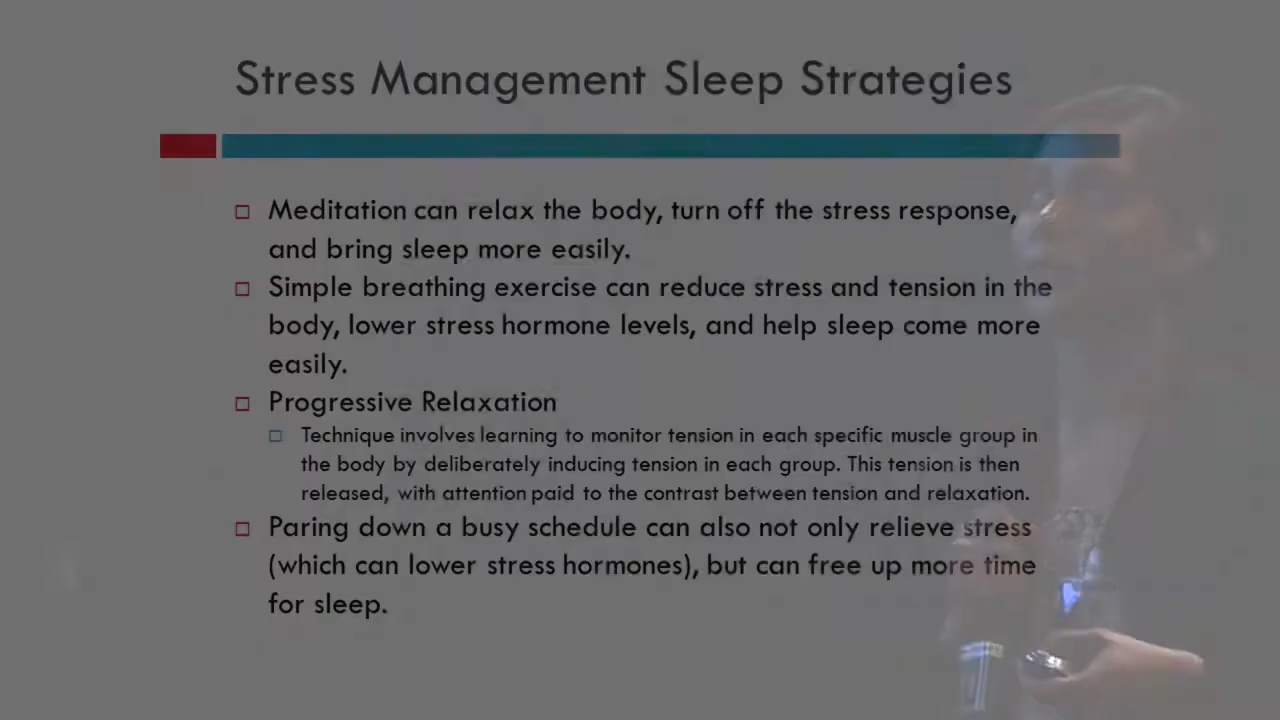 Stress Management Sleep Strategies
Meditation can relax the body, turn off the stress response,
and bring sleep more easily.
Simple breathing exercise can reduce stress and tension in the
body, lower stress hormone levels, and help sleep come more
easily.
Progressive Relaxation
Technique involves learning to monitor tension in each specific muscle group in
the body by deliberately inducing tension in each group. This tension is then
released, with attention paid to the contrast between tension and relaxation.
Paring down a busy schedule can also not only relieve stress
(which can lower stress hormones), but can free up more time
for sleep.